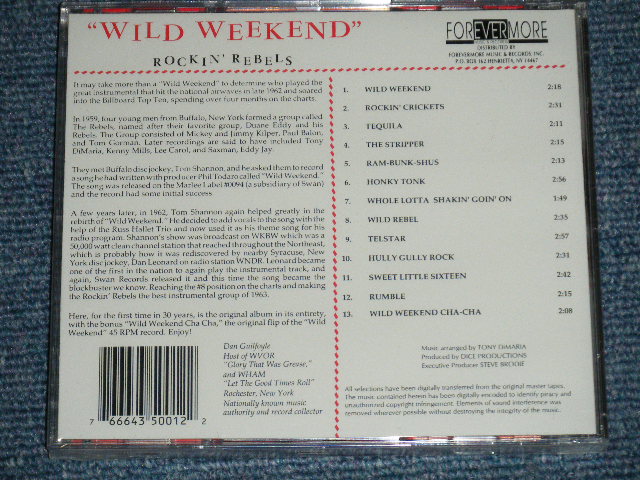 "WILD WEEKEND"
ROCKIN' REBELS
FOREVERMORE
DISTRIBUTED BY
FOREVERMORE MUSIC & RECORDS, INC.
P.O. BOX 162 HENRIETTA, NY 14467
It may take more than a "Wild Weekend" to determine who played the
great instrumental that hit the national airwaves in late 1962 and soared
into the Billboard Top Ten, spending over four months on the charts.
In 1959, four young men from Buffalo, New York formed a group called
The Rebels, named after their favorite group, Duane Eddy and his
Rebels. The Group consisted of Mickey and Jimmy Kilper, Paul Balon,
and Tom Gorman. Later recordings are said to have included Tony
DiMaria, Kenny Mills, Lee Carol, and Saxman, Eddy Jay.
They met Buffalo disc jockey, Tom Shannon, and he asked them to record
a song he had written with producer Phil Todaro called "Wild Weekend."
The song was released on the Marlee Label #0094 (a subsidiary of Swan)
and the record had some initial success.
A few years later, in 1962, Tom Shannon again helped greatly in the
rebirth of "Wild Weekend." He decided to add vocals to the song with the
help of the Russ Hallet Trio and now used it as his theme song for his
radio program. Shannon's show was broadcast on WKBW which was a
50,000 watt clean channel station that reached throughout the Northeast,
which is probably how it was rediscovered by nearby Syracuse, New
York disc jockey, Dan Leonard on radio station WNDR. Leonard became
one of the first in the nation to again play the instrumental track, and
again, Swan Records released it and this time the song became the
blockbuster we know. Reaching the #8 position on the charts and making
the Rockin' Rebels the best instrumental group of 1963.
Here, for the first time in 30 years, is the original album in its entirety,
with the bonus "Wild Weekend Cha Cha," the original flip of the "Wild
Weekend" 45 RPM record. Enjoy!
Dan Guilfoyle
Host of WVOR
"Glory That Was Grease,"
and WHAM
"Let The Good Times Roll"
Rochester, New York
Nationally known music
authority and record collector
7 66643 50012 2
1. WILD WEEKEND 2:18
2. ROCKIN' CRICKETS 2:31
3. TEQUILA 2:11
4. THE STRIPPER 2:15
5. RAM-BUNK-SHUS 2:13
6. HONKY TONK 2:56
7. WHOLE LOTTA SHAKIN' GOIN' ON 1:49
8. WILD REBEL 2:35
9. TELSTAR 2:57
10. HULLY GULLY ROCK 2:31
11. SWEET LITTLE SIXTEEN 2:42
12. RUMBLE 2:15
13. WILD WEEKEND CHA-CHA 2:08
Music arranged by TONY DiMARIA
Produced by DICE PRODUCTIONS
Executive Producer STEVE BRODIE
All selections have been digitally transferred from the original master tapes.
The music contained hereen has been digitally encoded to identify piracy and
unauthorized copyright infringement. Elements of sound interference was
removed wherever possible without destroying the integrity of the music.